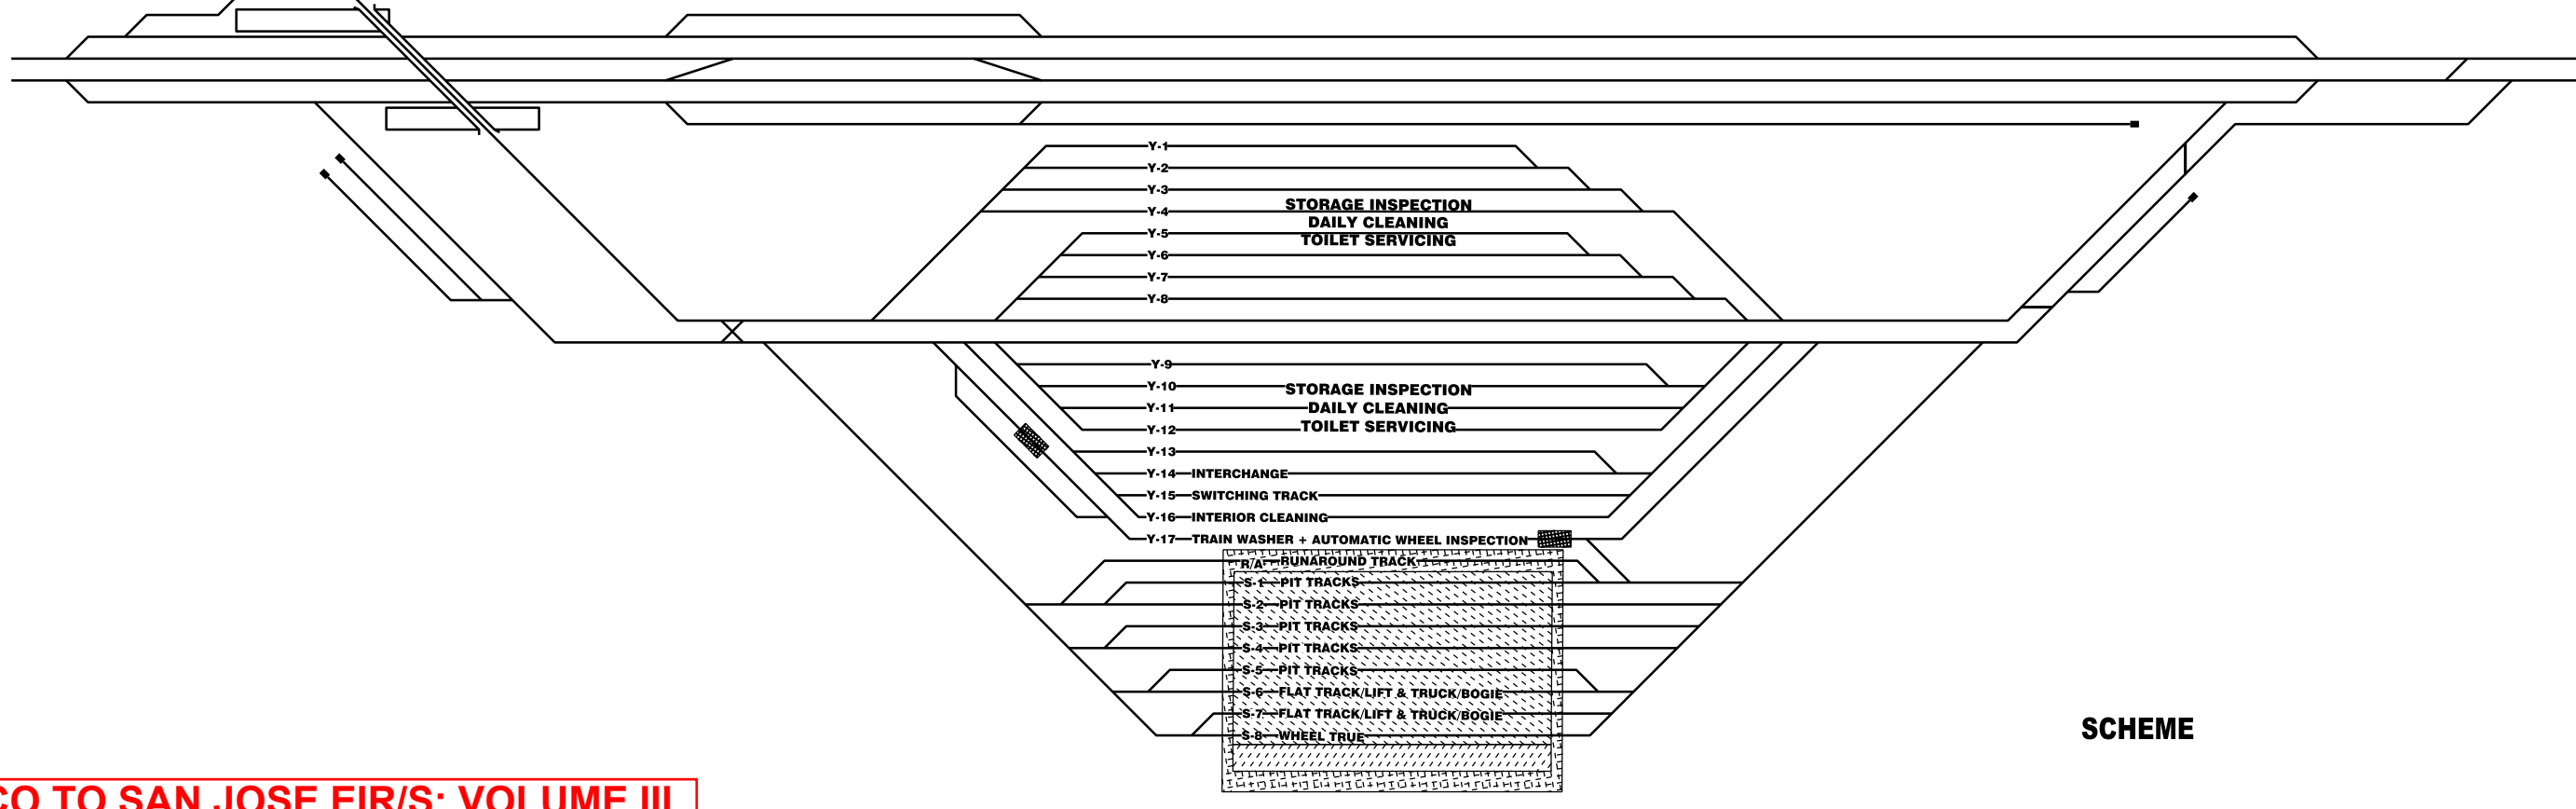 Y-1
Y-2
Y-3
Y-4
STORAGE INSPECTION
DAILY CLEANING
TOILET SERVICING
Y-5
Y-6
Y-7
Y-8
Y-9
Y-10
STORAGE INSPECTION
Y-11
DAILY CLEANING
Y-12
TOILET SERVICING
Y-13
Y-14 INTERCHANGE
Y-15 SWITCHING TRACK
Y-16 INTERIOR CLEANING
Y-17 TRAIN WASHER + AUTOMATIC WHEEL INSPECTION
R/A RUNAROUND TRACK
S-1 PIT TRACKS
S-2 PIT TRACKS
S-3 PIT TRACKS
S-4 PIT TRACKS
S-5 PIT TRACKS
S-6 FLAT TRACK/LIFT & TRUCK/BOGIE
S-7 FLAT TRACK/LIFT & TRUCK/BOGIE
S-8 WHEEL TRUE
SCHEME
CO TO SAN JOSE EIR/S: VOLUME III